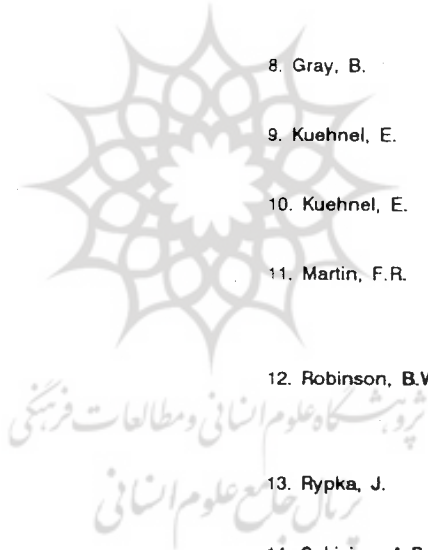 8. Gray, B.
9. Kuehnel, E.
10. Kuehnel, E.
11. Martin, F.R.
12. Robinson, B.W
پژوهشگاه علوم انسانی و مطالعات فرهنگی
13. Rypka, J.
پرتال جامع علوم انسانی
14.